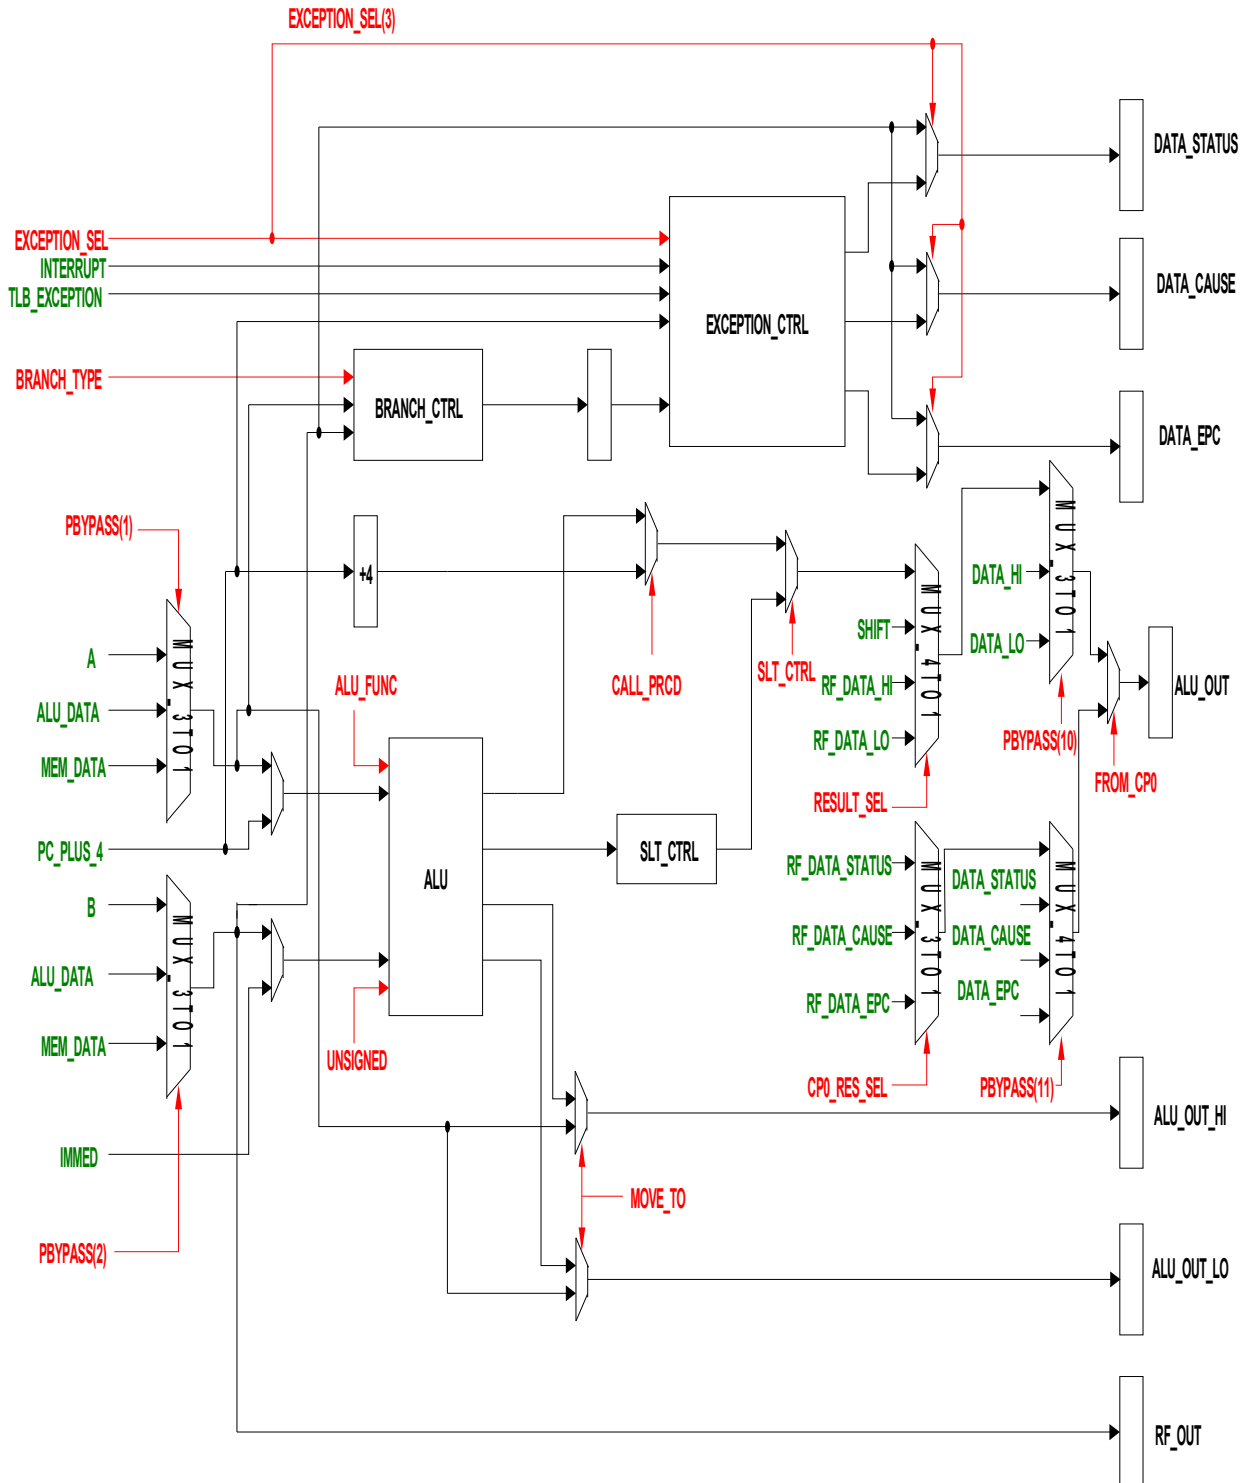 EXCEPTION_SEL(3)
DATA_STATUS
EXCEPTION_SEL
INTERRUPT
TLB_EXCEPTION
DATA_CAUSE
EXCEPTION_CTRL
BRANCH_TYPE
BRANCH_CTRL
DATA_EPC
PBYPASS(1)
+4
MUX_3TO1
DATA_HI
MUX_3TO1
SHIFT
MUX_4TO1
DATA_LO
A
ALU_FUNC
CALL_PRCD
SLT_CTRL
RF_DATA_HI
ALU_OUT
ALU_DATA
RF_DATA_LO
PBYPASS(10)
MEM_DATA
RESULT_SEL
FROM_CP0
PC_PLUS_4
ALU
SLT_CTRL
RF_DATA_STATUS
MUX_3TO1
DATA_STATUS
MUX_4TO1
B
MUX_3TO1
RF_DATA_CAUSE
DATA_CAUSE
ALU_DATA
RF_DATA_EPC
DATA_EPC
MEM_DATA
UNSIGNED
CP0_RES_SEL
PBYPASS(11)
ALU_OUT_HI
IMMED
MOVE_TO
PBYPASS(2)
ALU_OUT_LO
RF_OUT